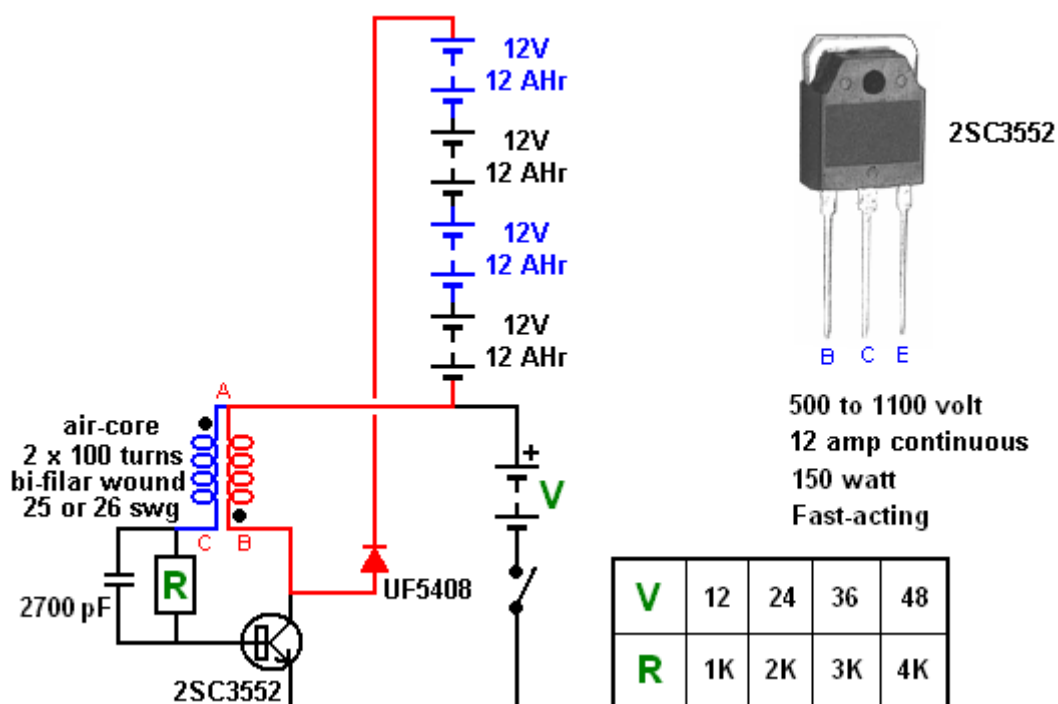 12V
12 AHr
12V
12 AHr
12V
12 AHr
12V
12 AHr
2SC3552
B C E
500 to 1100 volt
12 amp continuous
150 watt
Fast-acting
A
air-core
2 x 100 turns
bi-filar wound
25 or 26 swg
C B
+
V
R
2700 pF
UF5408
2SC3552
V 12 24 36 48
R 1K 2K 3K 4K